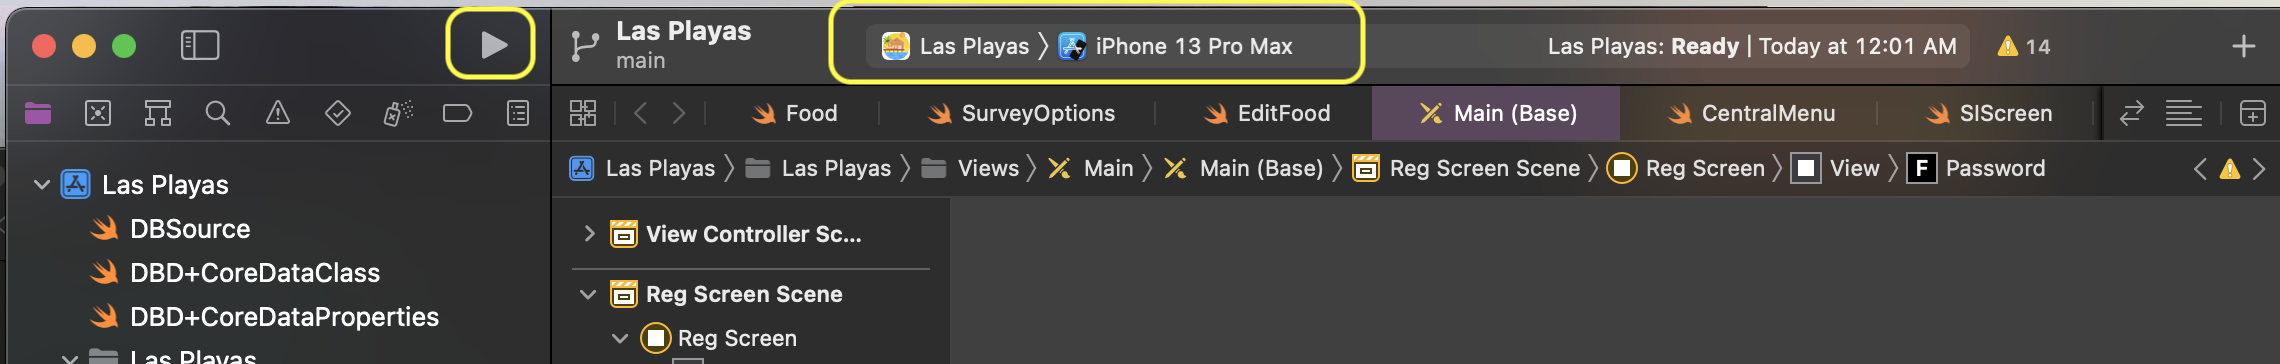 Las Playas
main
Las Playas
iPhone 13 Pro Max
Las Playas: Ready | Today at 12:01 AM
14
Food
SurveyOptions
EditFood
Main (Base)
CentralMenu
SIScreen
Las Playas
Las Playas
Views
Main
Main (Base)
Reg Screen Scene
Reg Screen
View
F
Password
Las Playas
DBSource
DBD+CoreDataClass
DBD+CoreDataProperties
Las Playas
View Controller Sc...
Reg Screen Scene
Reg Screen